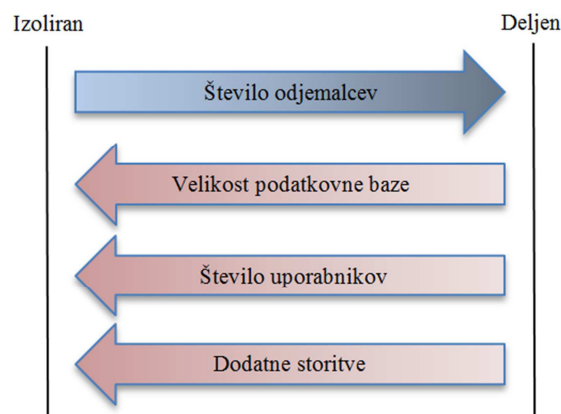 Izoliran
Deljen
Število odjemalcev
Velikost podatkovne baze
Število uporabnikov
Dodatne storitve